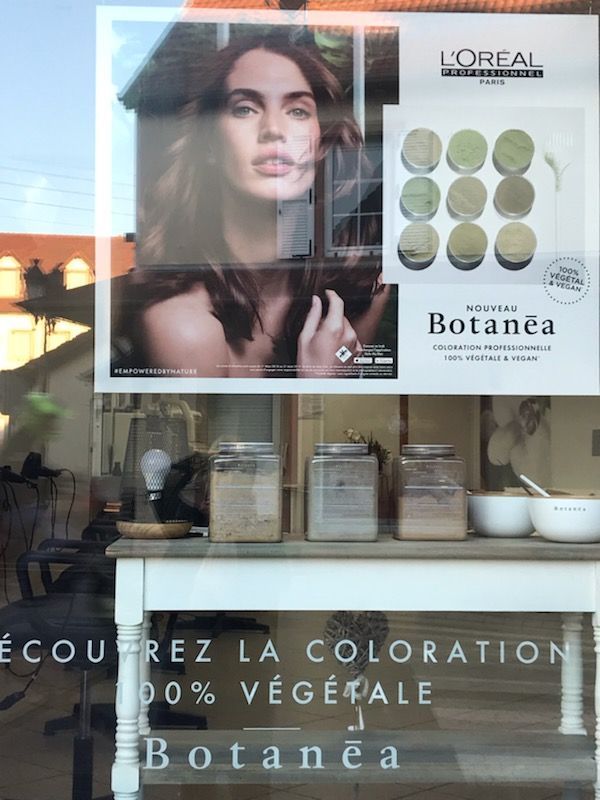 L'ORÉAL
PROFESSIONNEL
PARIS
100%
VÉGÉTAL
& VEGAN*
NOUVEAU
Botanēa
COLORATION PROFESSIONNELLE
100% VÉGÉTALE & VEGAN*
#EMPOWEREDBYNATURE
Botanēa
ÉCOUVREZ LA COLORATION
100% VÉGÉTALE
Botanēa